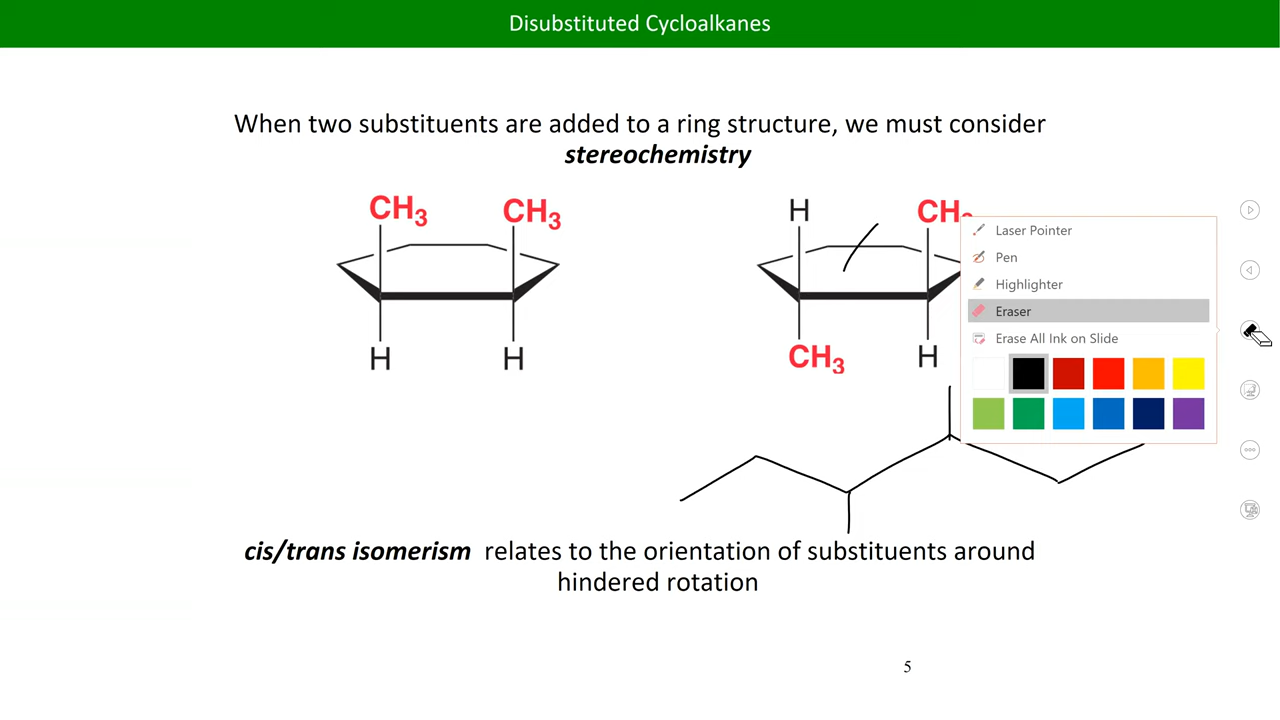 Disubstituted Cycloalkanes
When two substituents are added to a ring structure, we must consider
stereochemistry
CH3 CH3
H H
H CH3
CH3 H
Laser Pointer
Pen
Highlighter
Eraser
Erase All Ink on Slide
cis/trans isomerism relates to the orientation of substituents around
hindered rotation
5